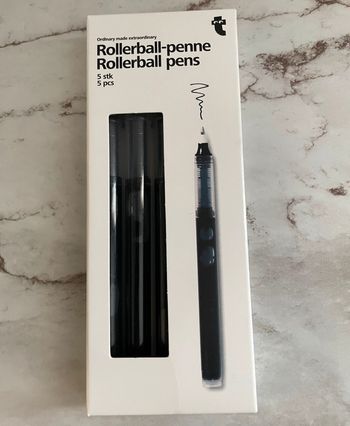 Ordinary made extraordinary
Rollerball-penne
Rollerball pens
5 stk
5 pcs